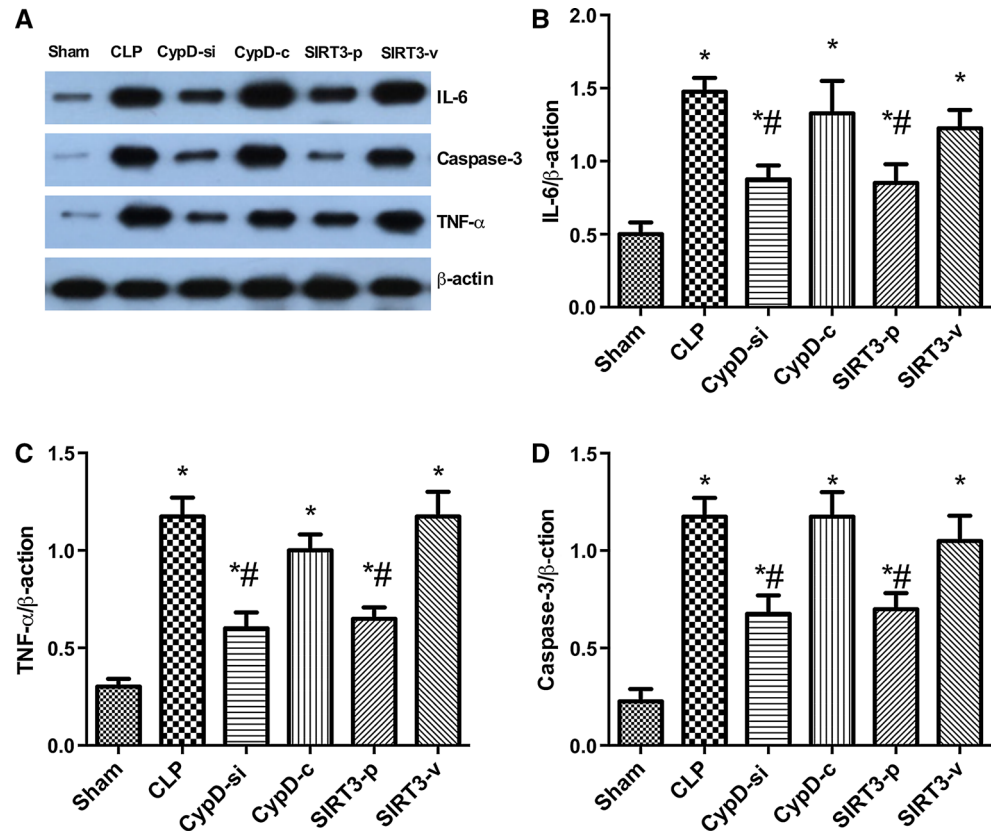 A
Sham CLP CypD-si CypD-c SIRT3-p SIRT3-v
IL-6
Caspase-3
TNF-α
β-actin
B
IL-6/β-action
2.0
1.5
1.0
0.5
0.0
*
*#
*
*#
*
Sham CLP CypD-si CypD-c SIRT3-p SIRT3-v
C
TNF-α/β-action
1.5
1.0
0.5
0.0
*
*#
*
*#
*
Sham CLP CypD-si CypD-c SIRT3-p SIRT3-v
D
Caspase-3/β-ction
1.5
1.0
0.5
0.0
*
*#
*
*#
*
Sham CLP CypD-si CypD-c SIRT3-p SIRT3-v